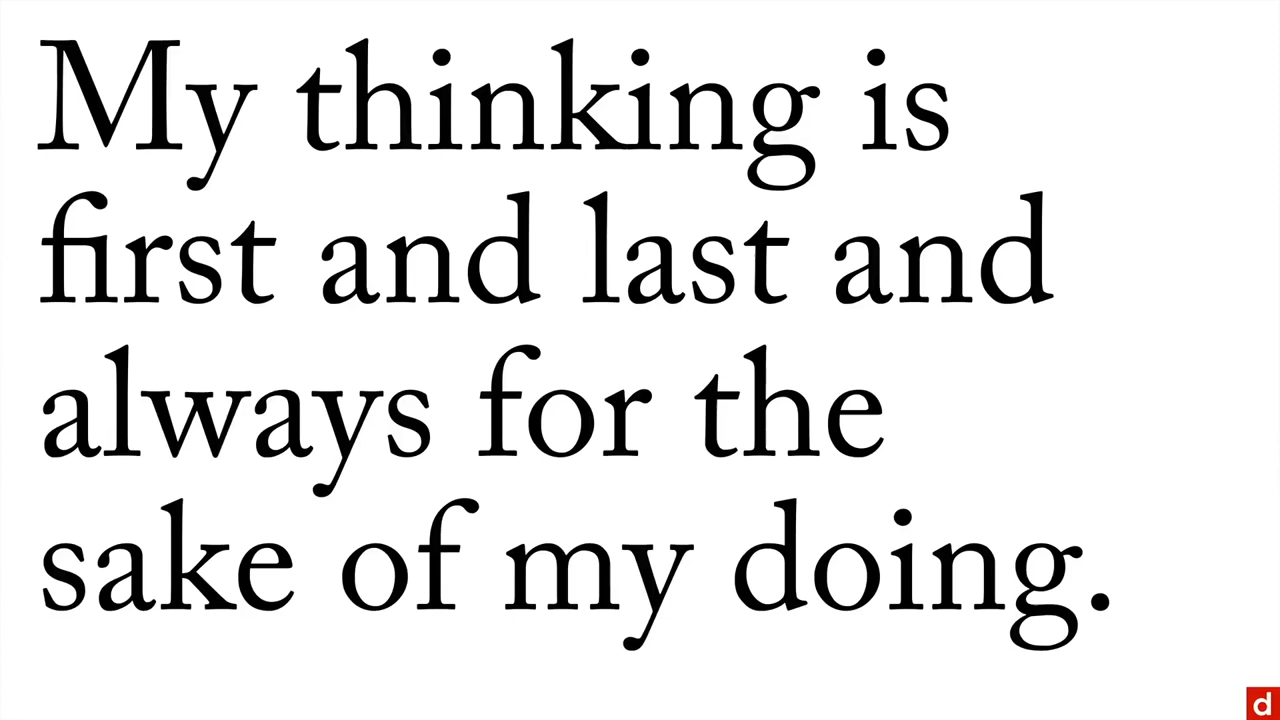 My thinking is
first and last and
always for the
sake of my doing.
d